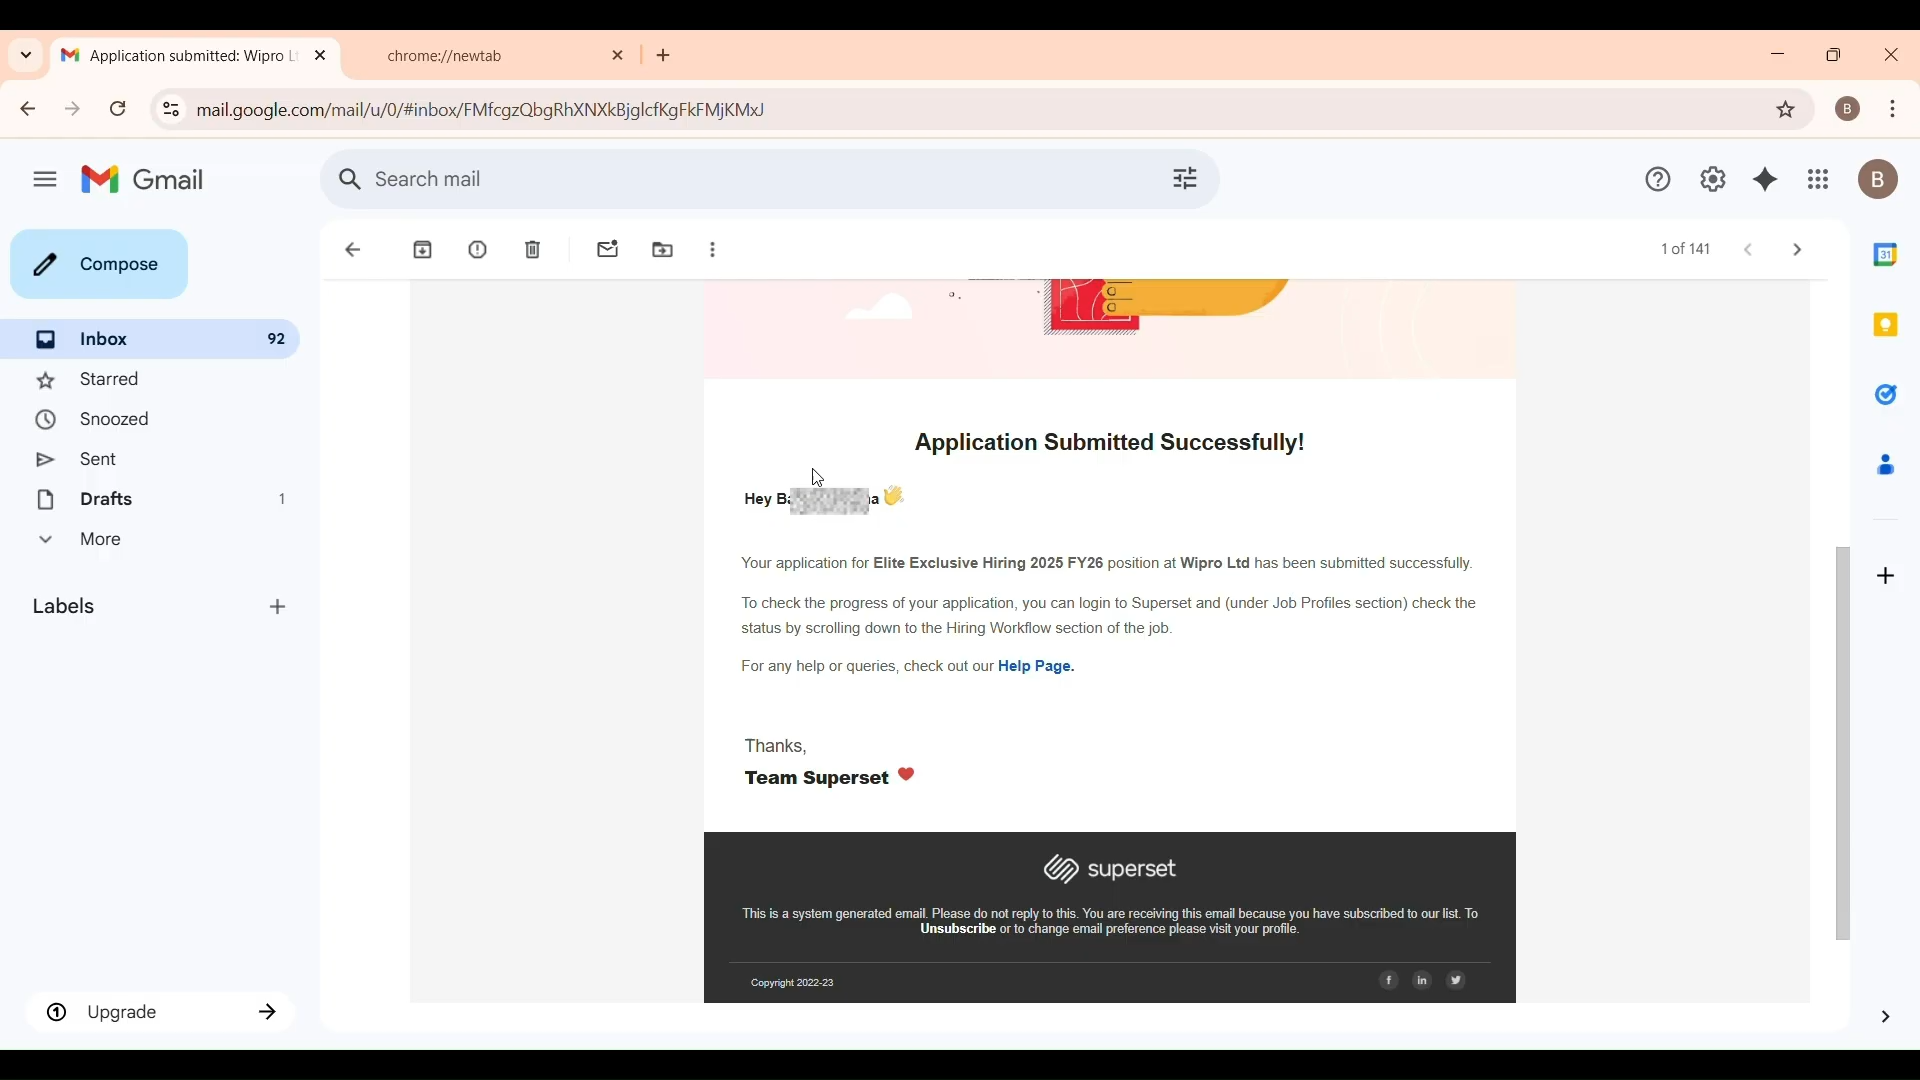 Application submitted: Wipro Lt
chrome://newtab
mail.google.com/mail/u/0/#inbox/FMfcgzQbgRhXNXkBjglcfKgFkFMjKMxJ
B
Gmail
Search mail
B
Compose
1 of 141
31
Inbox 92
Starred
Snoozed
Sent
Drafts 1
More
Labels
Upgrade
Application Submitted Successfully!
Hey
Your application for Elite Exclusive Hiring 2025 FY26 position at Wipro Ltd has been submitted successfully.
To check the progress of your application, you can login to Superset and (under Job Profiles section) check the
status by scrolling down to the Hiring Workflow section of the job.
For any help or queries, check out our Help Page.
Thanks,
Team Superset ❤
superset
This is a system generated email. Please do not reply to this. You are receiving this email because you have subscribed to our list. To
Unsubscribe or to change email preference please visit your profile.
Copyright 2022-23
f in